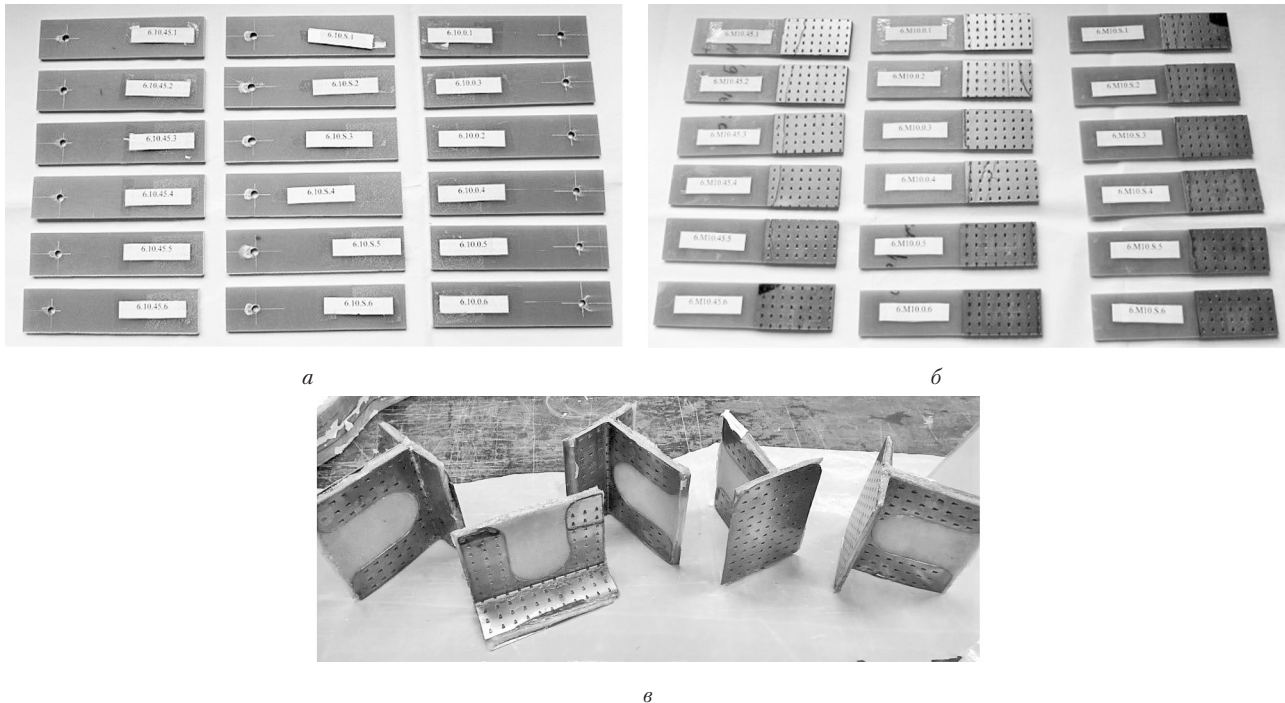 6.10.45.1 6.10.S.1 6.10.0.1
6.10.45.2 6.10.S.2 6.10.0.3
6.10.45.3 6.10.S.3 6.10.0.2
6.10.45.4 6.10.S.4 6.10.0.4
6.10.45.5 6.10.S.5 6.10.0.5
6.10.45.6 6.10.S.6 6.10.0.6
6.M10.45.1 6.M10.0.1 6.M10.S.1
6.M10.45.2 6.M10.0.2 6.M10.S.2
6.M10.45.3 6.M10.0.3 6.M10.S.3
6.M10.45.4 6.M10.0.4 6.M10.S.4
6.M10.45.5 6.M10.0.5 6.M10.S.5
6.M10.45.6 6.M10.0.6 6.M10.S.6
а
б
в